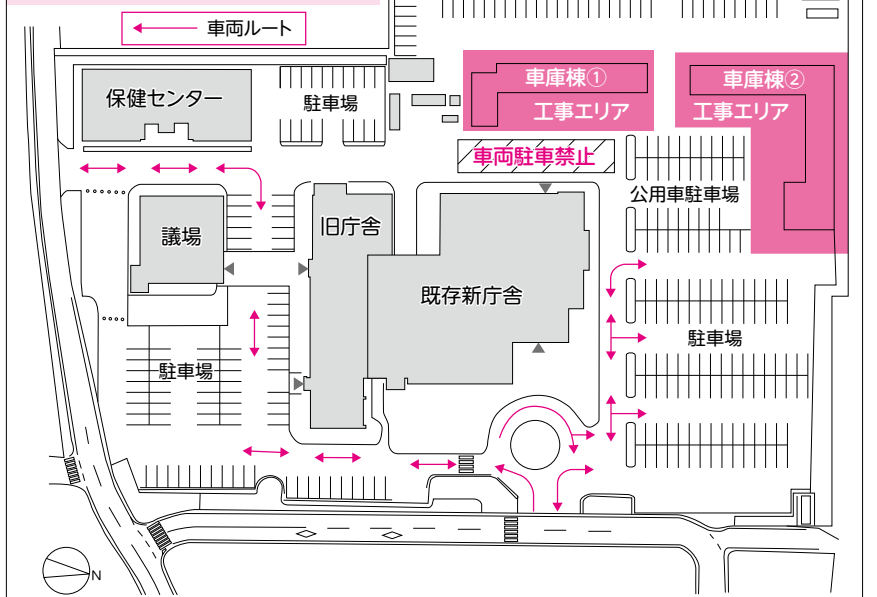 車両ルート
保健センター
駐車場
車庫棟①
工事エリア
車庫棟②
工事エリア
車両駐車禁止
公用車駐車場
議場
旧庁舎
既存新庁舎
駐車場
駐車場
N